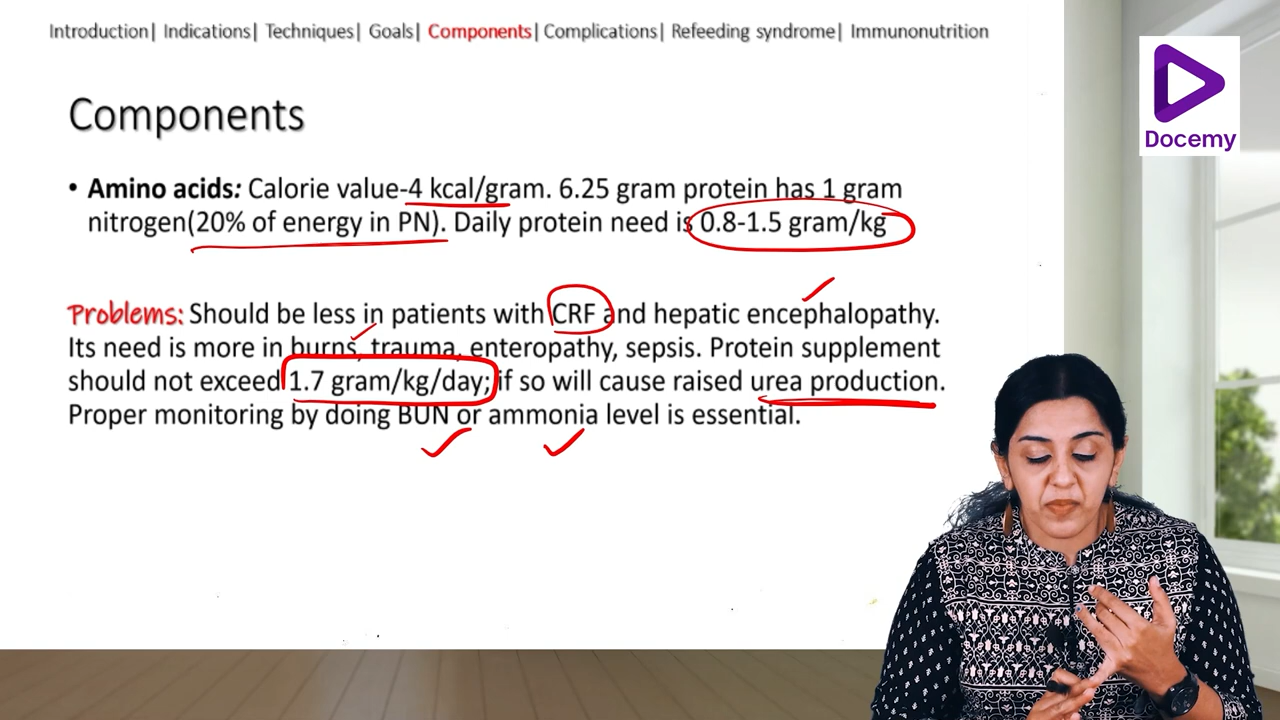 Introduction| Indications| Techniques| Goals| Components| Complications| Refeeding syndrome| Immunonutrition
Docemy
Components
• Amino acids: Calorie value-4 kcal/gram. 6.25 gram protein has 1 gram
nitrogen(20% of energy in PN). Daily protein need is 0.8-1.5 gram/kg
Problems: Should be less in patients with CRF and hepatic encephalopathy.
Its need is more in burns, trauma, enteropathy, sepsis. Protein supplement
should not exceed 1.7 gram/kg/day; if so will cause raised urea production.
Proper monitoring by doing BUN or ammonia level is essential.